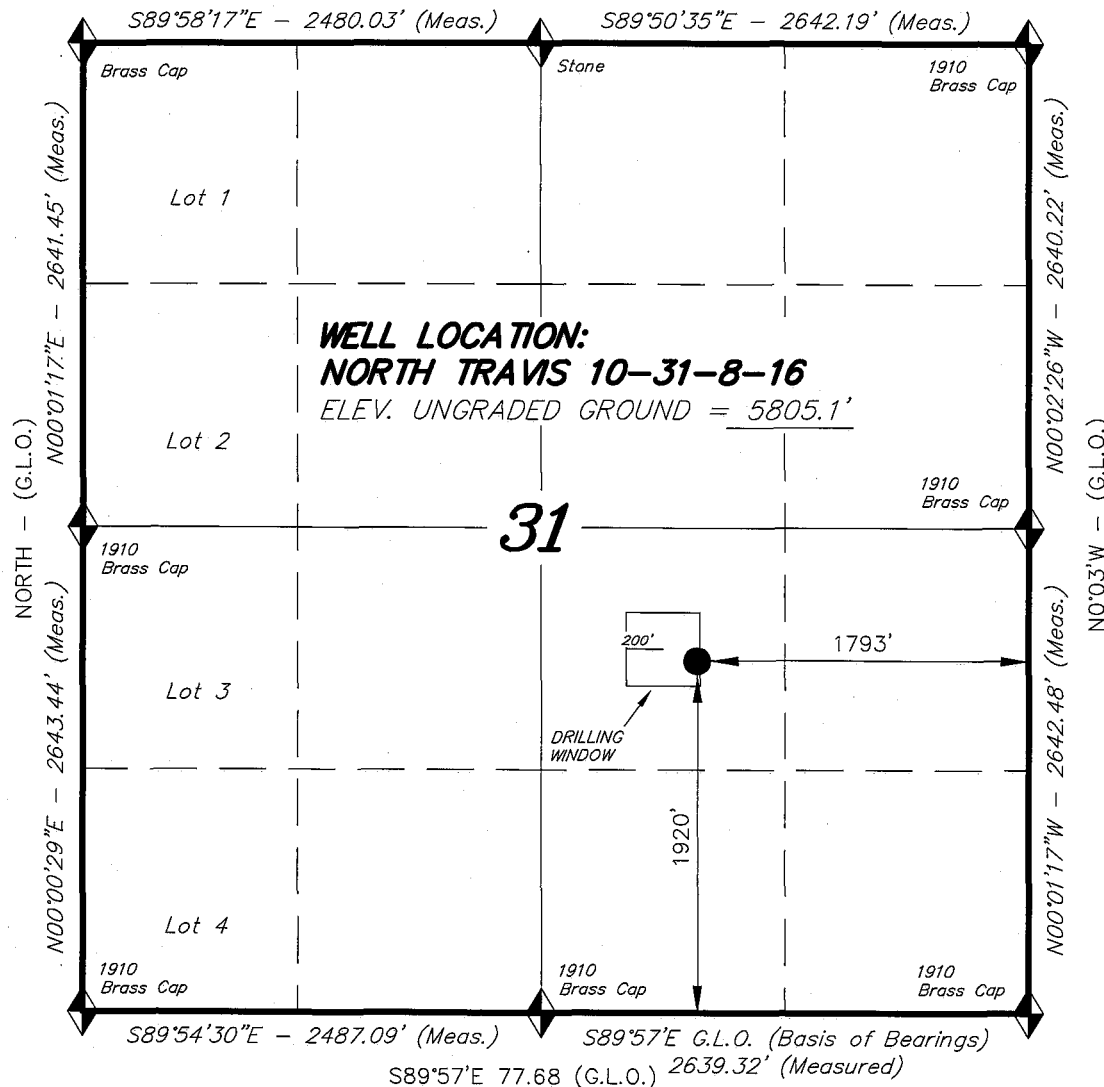 S89°58'17"E - 2480.03' (Meas.)
S89°50'35"E - 2642.19' (Meas.)
Brass Cap
Stone
1910
Brass Cap
N00°01'17"E - 2641.45' (Meas.)
N00°02'26"W - 2640.22' (Meas.)
Lot 1
WELL LOCATION:
NORTH TRAVIS 10-31-8-16
ELEV. UNGRADED GROUND = 5805.1'
Lot 2
NORTH - (G.L.O.)
N0°03'W - (G.L.O.)
1910
Brass Cap
31
1910
Brass Cap
N00°00'29"E - 2643.44' (Meas.)
N00°01'17"W - 2642.48' (Meas.)
200'
1793'
Lot 3
DRILLING
WINDOW
1920'
Lot 4
1910
Brass Cap
1910
Brass Cap
1910
Brass Cap
S89°54'30"E - 2487.09' (Meas.)
S89°57'E G.L.O. (Basis of Bearings)
2639.32' (Measured)
S89°57'E 77.68 (G.L.O.)